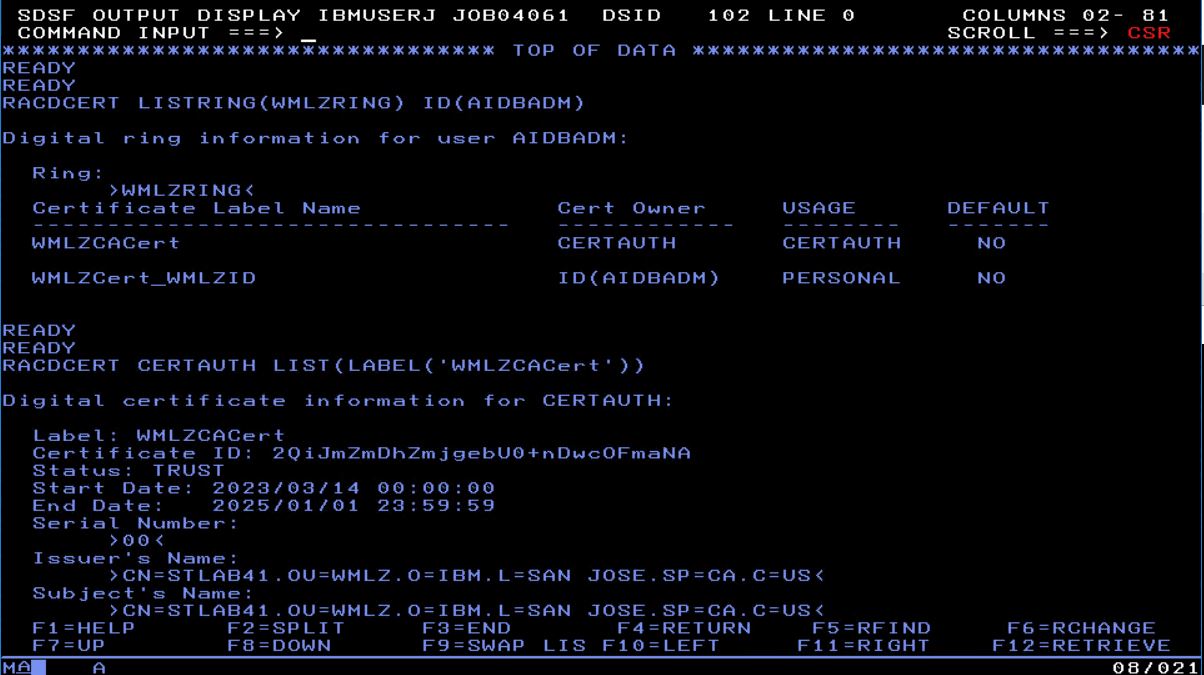 SDSF OUTPUT DISPLAY IBMUSERJ JOB04061  DSID   102 LINE 0       COLUMNS 02- 81
COMMAND INPUT ===> _                                          SCROLL ===> CSR
********************************* TOP OF DATA **********************************
READY
READY
RACDCERT LISTRING(WMLZRING) ID(AIDBADM)
Digital ring information for user AIDBADM:
Ring:
>WMLZRING<
Certificate Label Name             Cert Owner     USAGE      DEFAULT
--------------------------------   ------------   --------   -------
WMLZCACert                         CERTAUTH       CERTAUTH     NO
WMLZCert_WMLZID                    ID(AIDBADM)    PERSONAL     NO
READY
READY
RACDCERT CERTAUTH LIST(LABEL('WMLZCACert'))
Digital certificate information for CERTAUTH:
Label: WMLZCACert
Certificate ID: 2QiJmZmDhZmjgebU0+nDwcOFmaNA
Status: TRUST
Start Date: 2023/03/14 00:00:00
End Date:   2025/01/01 23:59:59
Serial Number:
>00<
Issuer's Name:
>CN=STLAB41.OU=WMLZ.O=IBM.L=SAN JOSE.SP=CA.C=US<
Subject's Name:
>CN=STLAB41.OU=WMLZ.O=IBM.L=SAN JOSE.SP=CA.C=US<
F1=HELP      F2=SPLIT     F3=END       F4=RETURN    F5=RFIND     F6=RCHANGE
F7=UP        F8=DOWN      F9=SWAP LIS F10=LEFT     F11=RIGHT    F12=RETRIEVE
MA    A                                                                   08/021